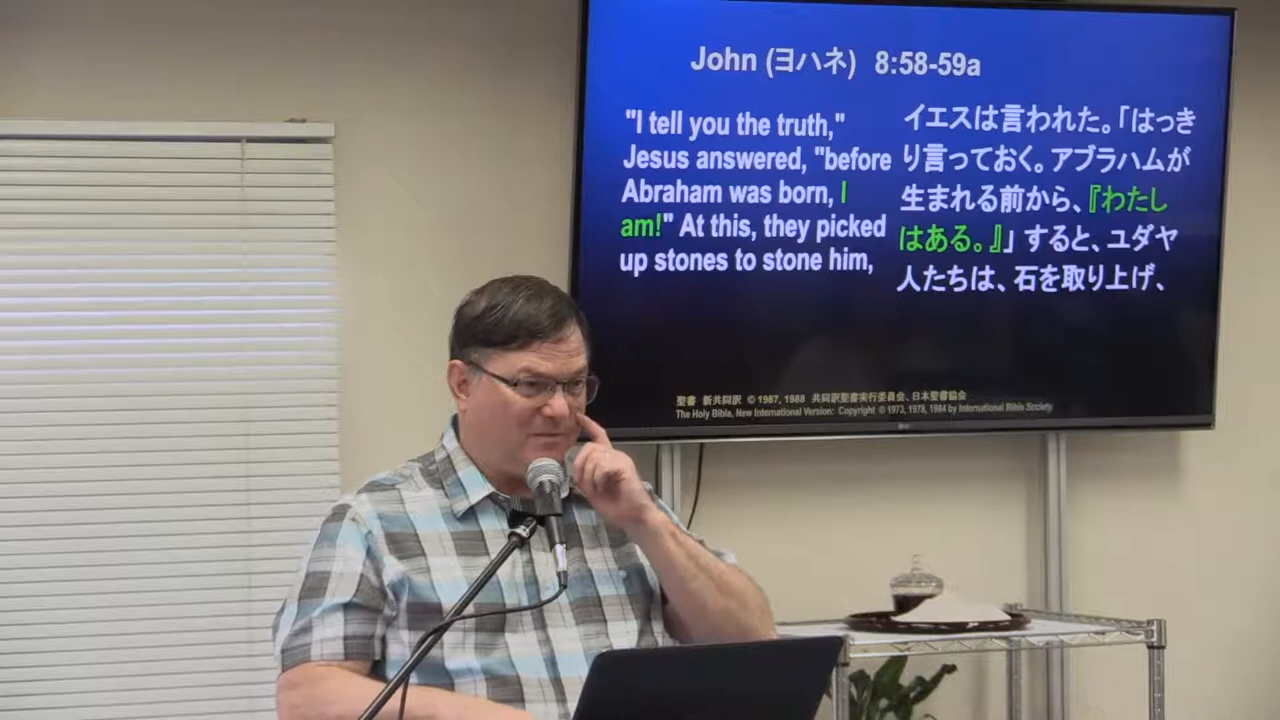 John (ヨハネ) 8:58-59a
"I tell you the truth,"
Jesus answered, "before
Abraham was born, I
am!" At this, they picked
up stones to stone him,
イエスは言われた。「はっき
り言っておく。アブラハムが
生まれる前から、『わたし
はある。』」 すると、ユダヤ
人たちは、石を取り上げ、
聖書 新共同訳 © 1987, 1988 共同訳聖書実行委員会、日本聖書協会
The Holy Bible, New International Version: Copyright © 1973, 1978, 1984 by International Bible Society